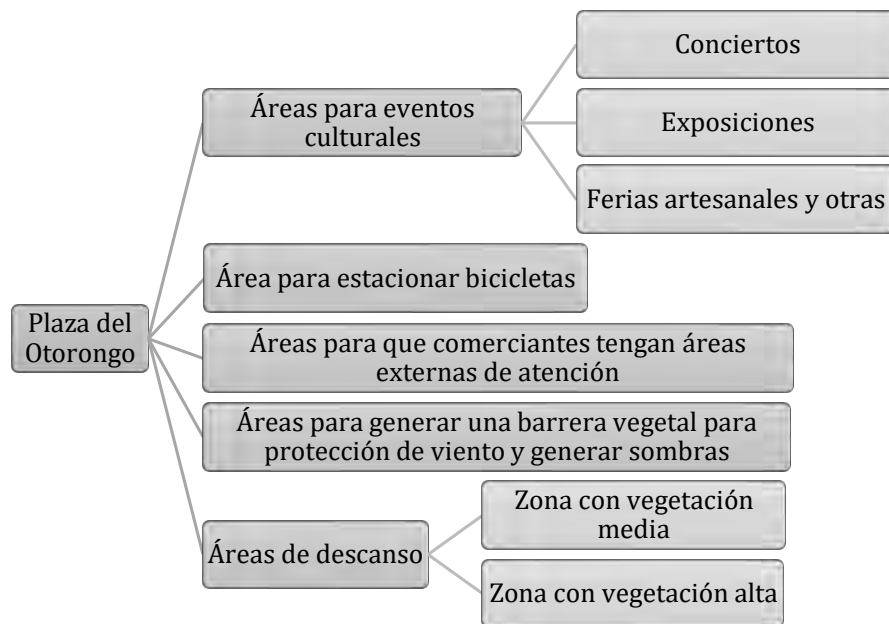 Conciertos
Áreas para eventos
culturales
Exposiciones
Ferias artesanales y otras
Área para estacionar bicicletas
Plaza del
Otorongo
Áreas para que comerciantes tengan áreas
externas de atención
Áreas para generar una barrera vegetal para
protección de viento y generar sombras
Áreas de descanso
Zona con vegetación
media
Zona con vegetación alta